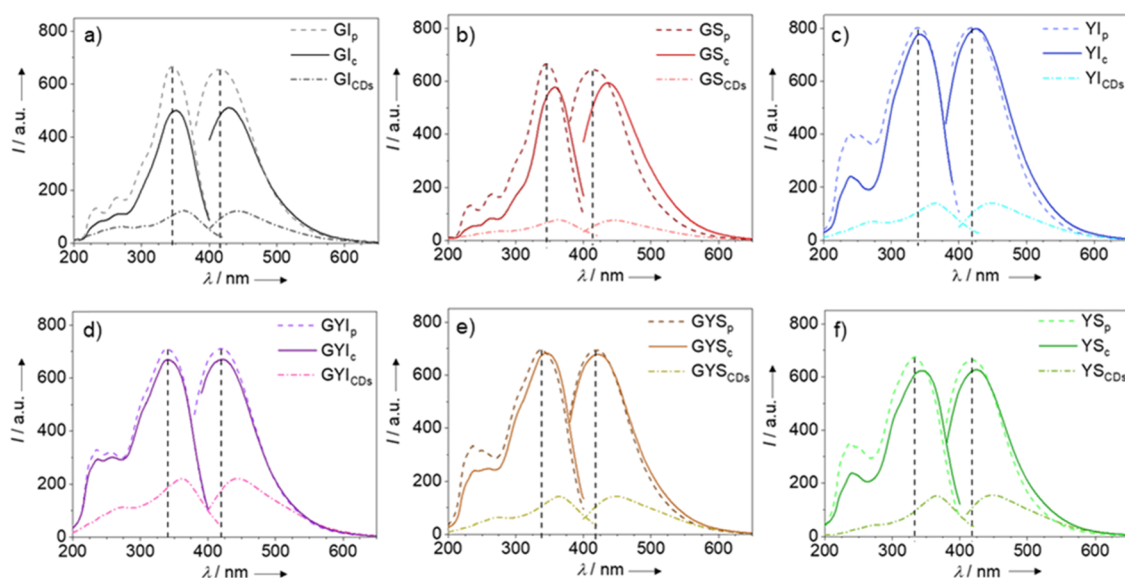 a)
GIp
GIc
GICDs
I / a.u.
800
600
400
200
0
200 300 400 500 600
λ / nm
b)
GSp
GSc
GSCDs
I / a.u.
800
600
400
200
0
200 300 400 500 600
λ / nm
c)
YIp
YIc
YICDs
I / a.u.
800
600
400
200
0
200 300 400 500 600
λ / nm
d)
GYIp
GYIc
GYICDs
I / a.u.
800
600
400
200
0
200 300 400 500 600
λ / nm
e)
GYSp
GYSc
GYSCDs
I / a.u.
800
600
400
200
0
200 300 400 500 600
λ / nm
f)
YSp
YSc
YSCDs
I / a.u.
800
600
400
200
0
200 300 400 500 600
λ / nm